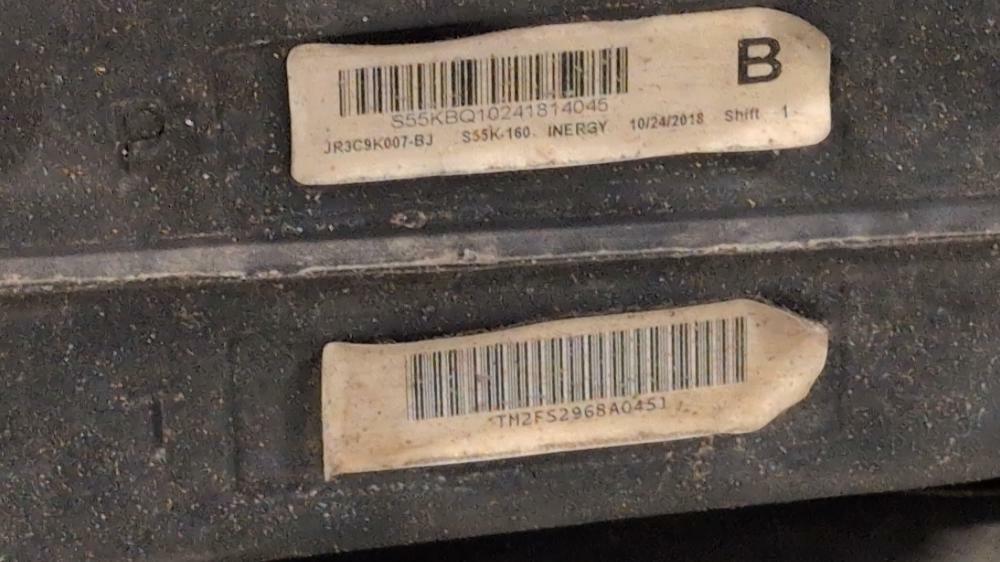 B
S55KBQ10241814045
JR3C9K007-BJ S55K-160 INERGY 10/24/2018 Shift 1
TM2FS2968A0451